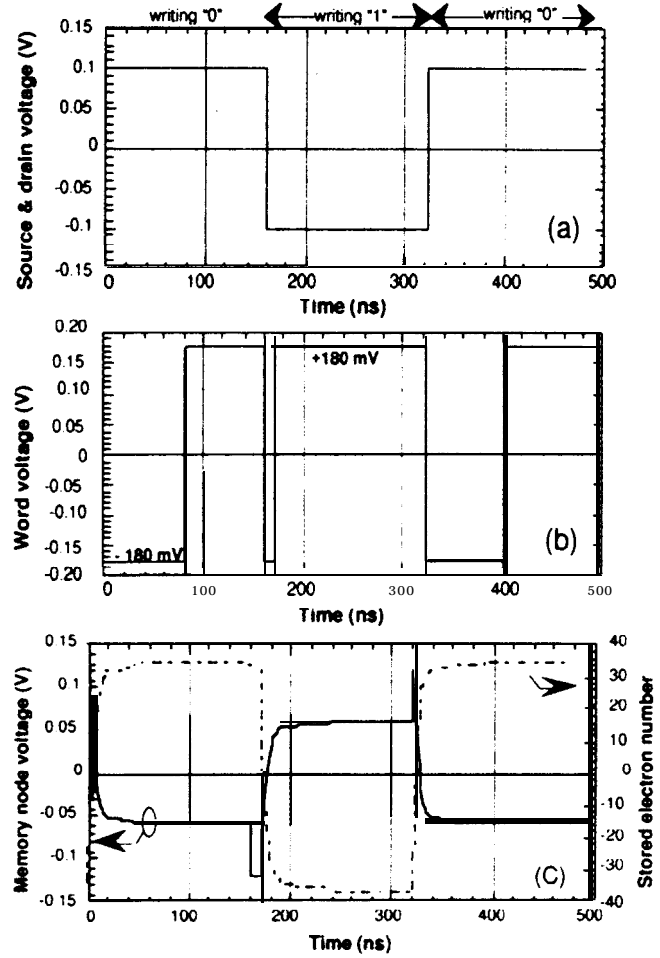 writing "0" writing "1" writing "0"
0.15
0.1
0.05
0
-0.05
-0.1
-0.15
Source & drain voltage (V)
(a)
0 100 200 300 400 500
Time (ns)
0.20
0.15
0.10
0.05
0
-0.05
-0.10
-0.15
-0.20
Word voltage (V)
+180 mV
- 180 mV
(b)
0 100 200 300 400 500
Time (ns)
0.15
0.1
0.05
0
-0.05
-0.1
-0.15
Memory node voltage (V)
40
30
20
10
0
-10
-20
-30
-40
Stored electron number
(C)
0 100 200 300 400 500
Time (ns)